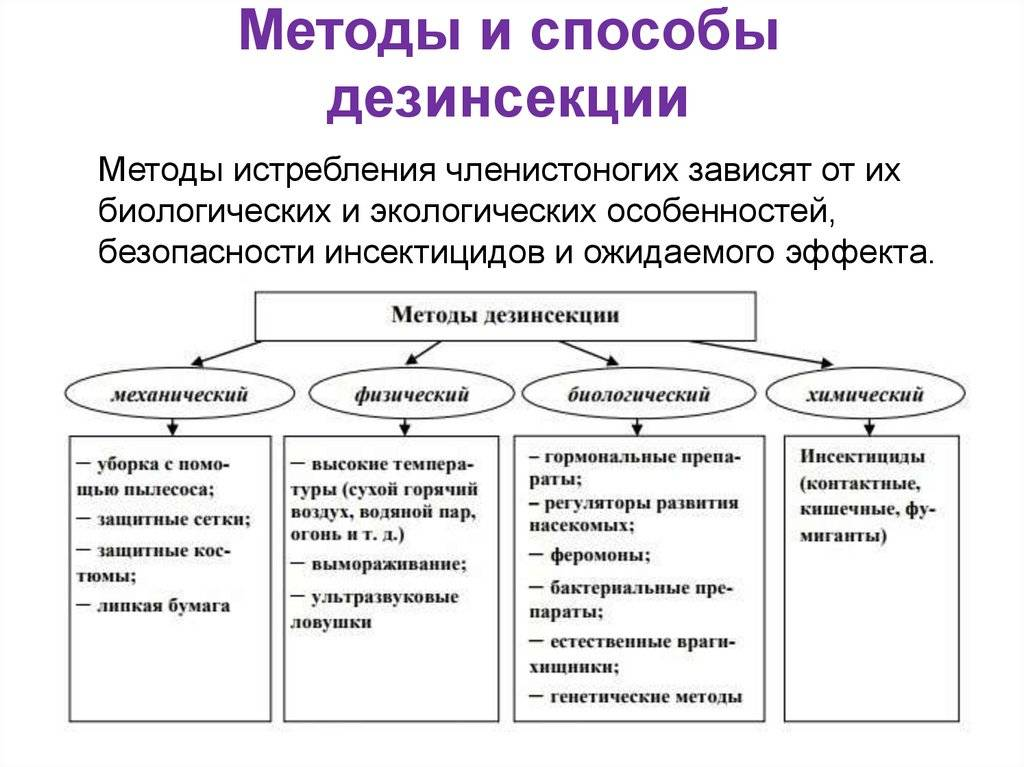 Методы и способы
дезинсекции
Методы истребления членистоногих зависят от их
биологических и экологических особенностей,
безопасности инсектицидов и ожидаемого эффекта.
Методы дезинсекции
механический
физический
биологический
химический
– уборка с помо-
щью пылесоса;
– защитные сетки;
– защитные кос-
тюмы;
– липкая бумага
– высокие темпера-
туры (сухой горячий
воздух, водяной пар,
огонь и т. д.)
– вымораживание;
– ультразвуковые
ловушки
– гормональные препа-
раты;
– регуляторы развития
насекомых;
– феромоны;
– бактериальные пре-
параты;
– естественные враги-
хищники;
– генетические методы
Инсектициды
(контактные,
кишечные, фу-
миганты)